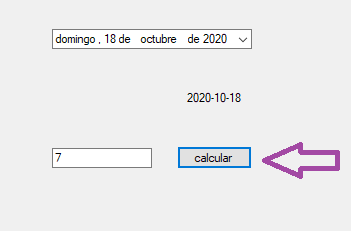 domingo , 18 de octubre de 2020
2020-10-18
7
calcular